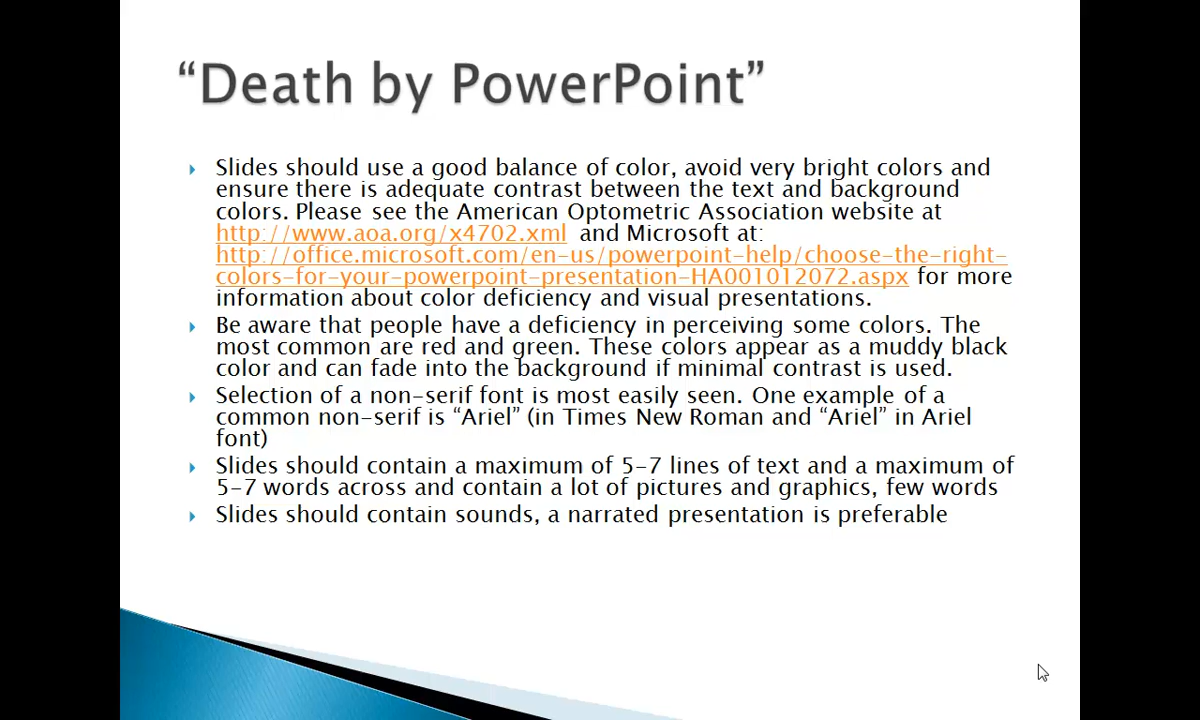 “Death by PowerPoint”
Slides should use a good balance of color, avoid very bright colors and
ensure there is adequate contrast between the text and background
colors. Please see the American Optometric Association website at
http://www.aoa.org/x4702.xml and Microsoft at:
http://office.microsoft.com/en-us/powerpoint-help/choose-the-right-
colors-for-your-powerpoint-presentation-HA001012072.aspx for more
information about color deficiency and visual presentations.
Be aware that people have a deficiency in perceiving some colors. The
most common are red and green. These colors appear as a muddy black
color and can fade into the background if minimal contrast is used.
Selection of a non-serif font is most easily seen. One example of a
common non-serif is “Ariel” (in Times New Roman and “Ariel” in Ariel
font)
Slides should contain a maximum of 5-7 lines of text and a maximum of
5-7 words across and contain a lot of pictures and graphics, few words
Slides should contain sounds, a narrated presentation is preferable